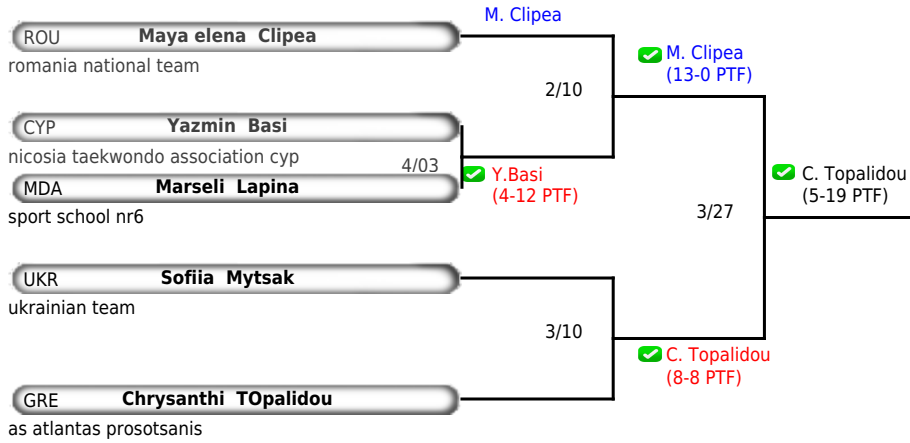 M. Clipea
ROU Maya elena Clipea
romania national team
M. Clipea
(13-0 PTF)
2/10
CYP Yazmin Basi
nicosia taekwondo association cyp
4/03
Y.Basi
(4-12 PTF)
MDA Marseli Lapina
sport school nr6
C. Topalidou
(5-19 PTF)
3/27
UKR Sofiia Mytsak
ukrainian team
3/10
C. Topalidou
(8-8 PTF)
GRE Chrysanthi TOpalidou
as atlantas prosotsanis